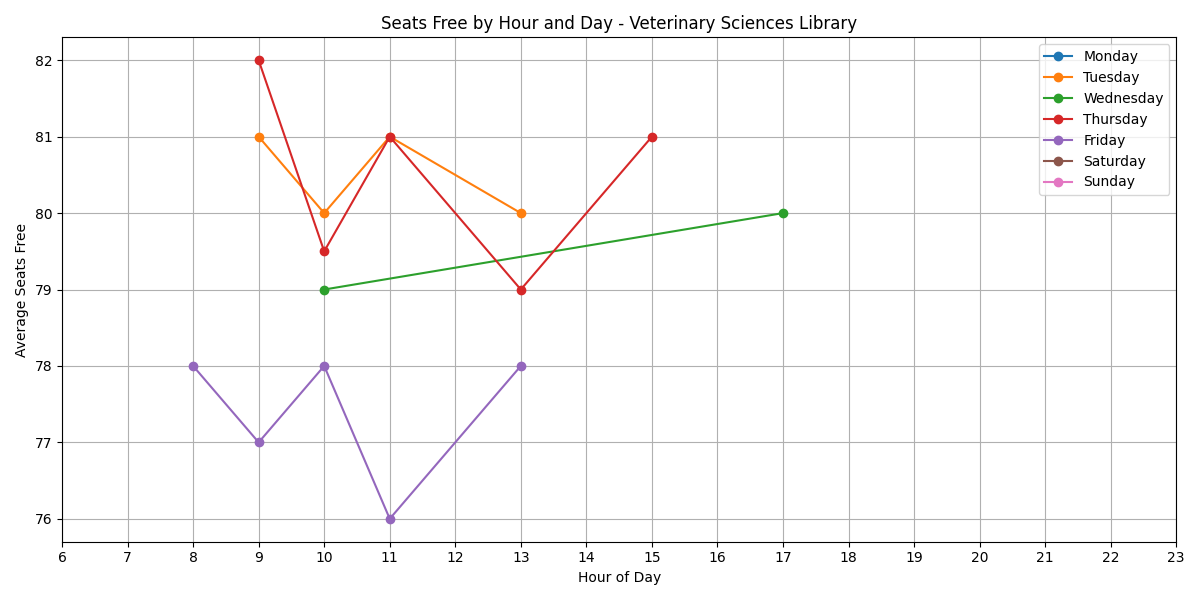 Seats Free by Hour and Day - Veterinary Sciences Library
Average Seats Free
82
81
80
79
78
77
76
6 7 8 9 10 11 12 13 14 15 16 17 18 19 20 21 22 23
Hour of Day
Monday
Tuesday
Wednesday
Thursday
Friday
Saturday
Sunday